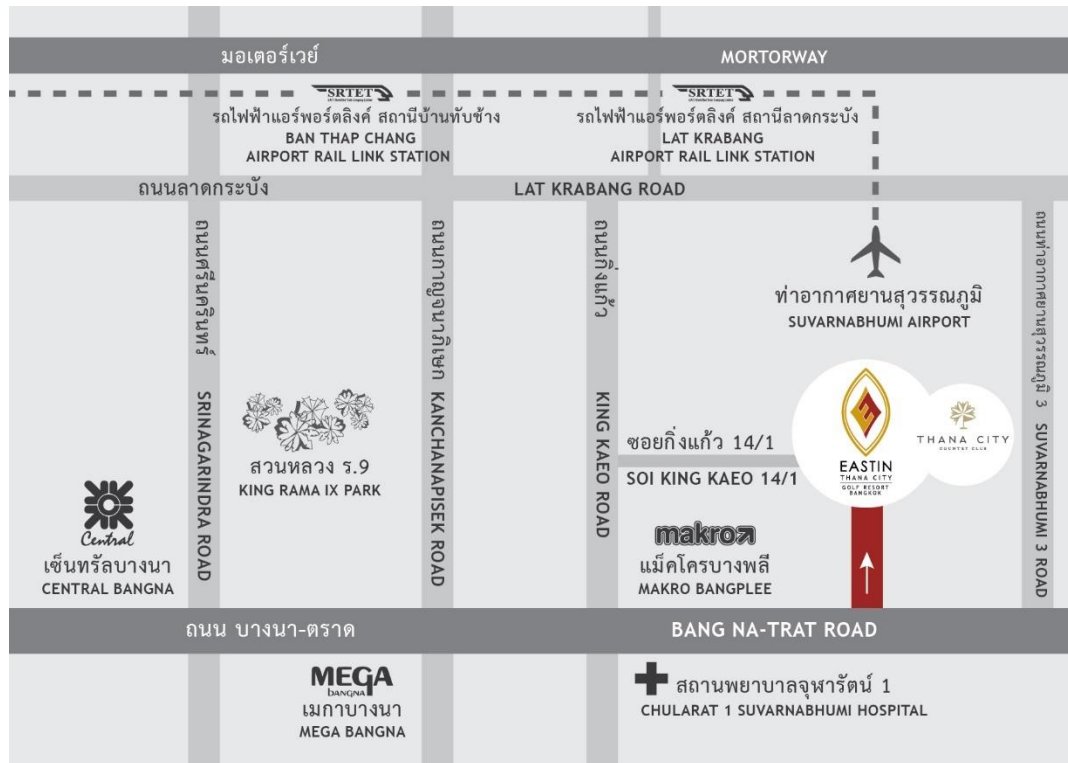 มอเตอร์เวย์
MORTORWAY
SRTET
SRTET
รถไฟฟ้าแอร์พอร์ตลิงค์ สถานีบ้านทับช้าง
BAN THAP CHANG
AIRPORT RAIL LINK STATION
รถไฟฟ้าแอร์พอร์ตลิงค์ สถานีลาดกระบัง
LAT KRABANG
AIRPORT RAIL LINK STATION
ถนนลาดกระบัง
LAT KRABANG ROAD
ถนนศรีนครินทร์
SRINAGARINDRA ROAD
ถนนกาญจนาภิเษก
KANCHANAPISEK ROAD
ถนนกิ่งแก้ว
KING KAEO ROAD
ถนนท่าอากาศยานสุวรรณภูมิ 3
SUVARNABHUMI 3 ROAD
ท่าอากาศยานสุวรรณภูมิ
SUVARNABHUMI AIRPORT
EASTIN
THANA CITY
GOLF RESORT
BANGKOK
THANA CITY
COUNTRY CLUB
ซอยกิ่งแก้ว 14/1
SOI KING KAEO 14/1
สวนหลวง ร.9
KING RAMA IX PARK
Central
เซ็นทรัลบางนา
CENTRAL BANGNA
makro
แม็คโครบางพลี
MAKRO BANGPLEE
ถนน บางนา-ตราด
BANG NA-TRAT ROAD
MEGA
BANGNA
เมกาบางนา
MEGA BANGNA
สถานพยาบาลจุฬารัตน์ 1
CHULARAT 1 SUVARNABHUMI HOSPITAL